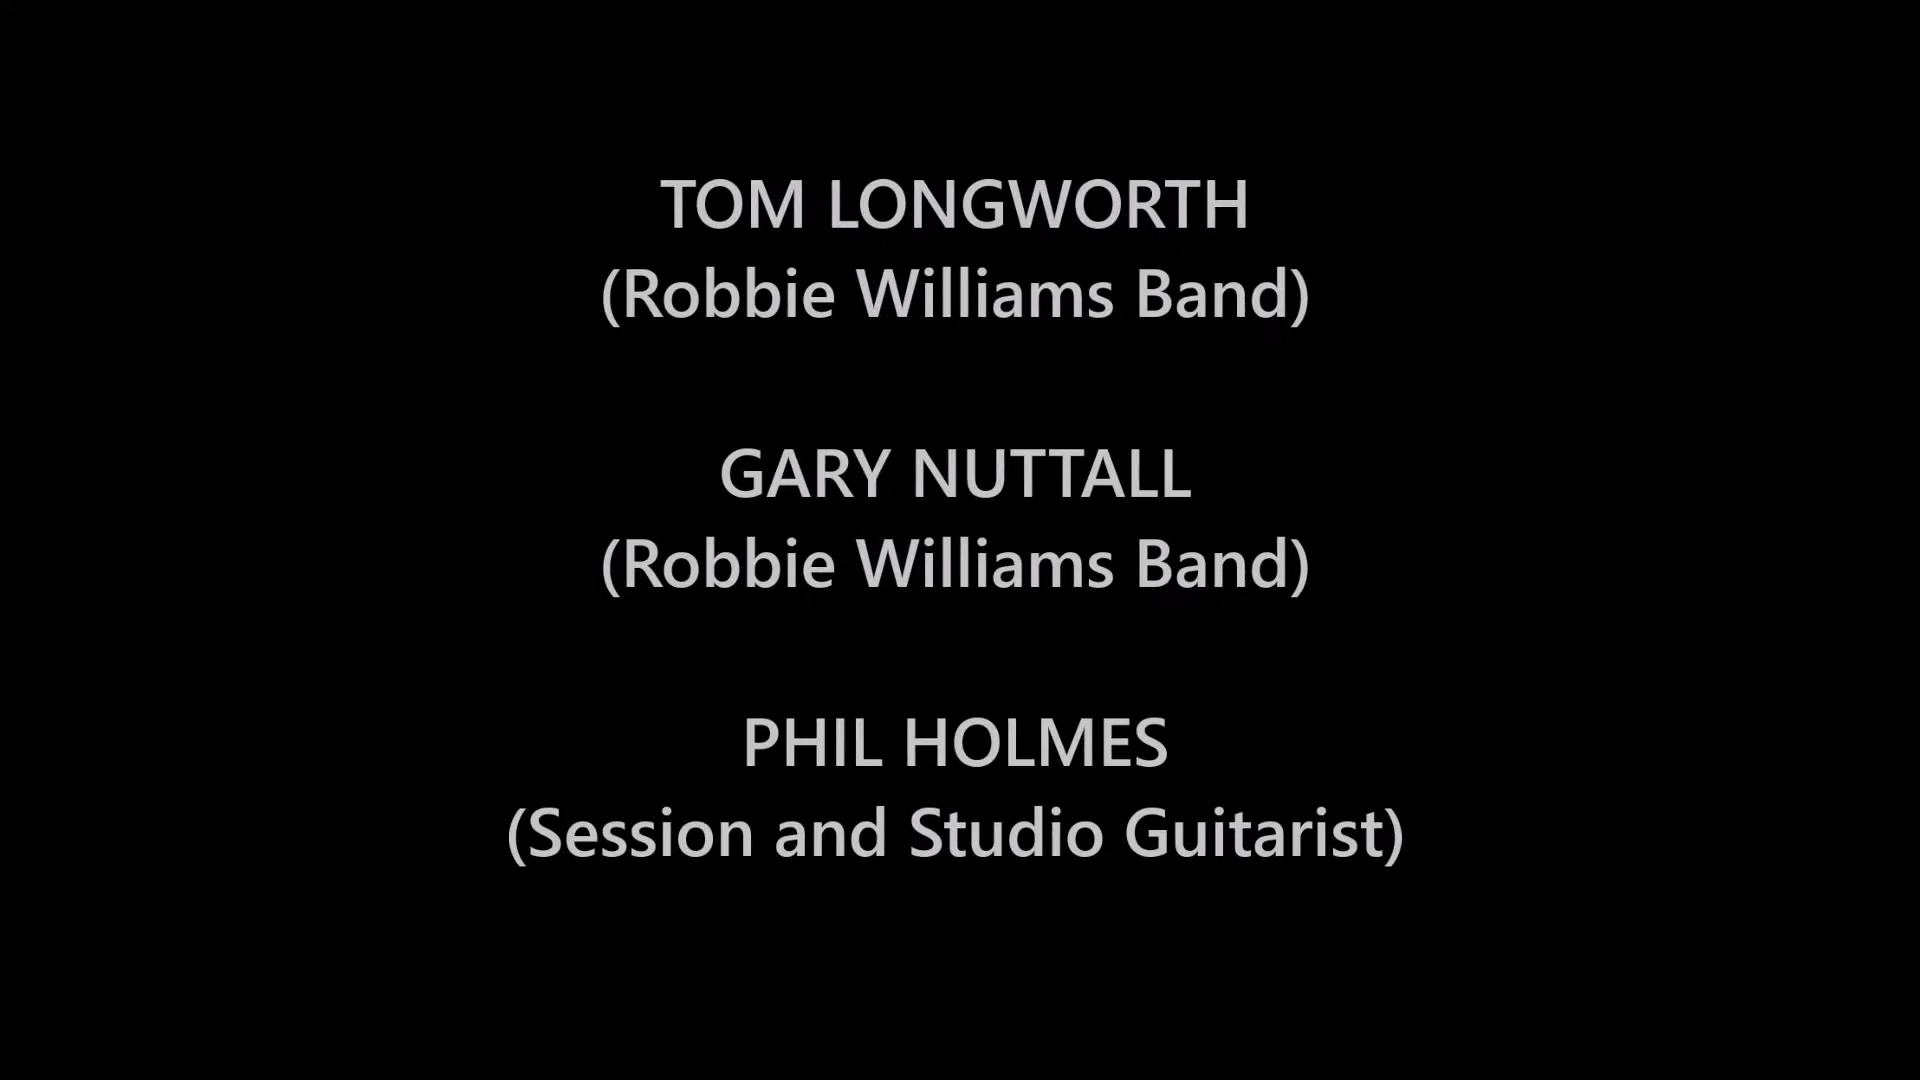 TOM LONGWORTH
(Robbie Williams Band)
GARY NUTTALL
(Robbie Williams Band)
PHIL HOLMES
(Session and Studio Guitarist)